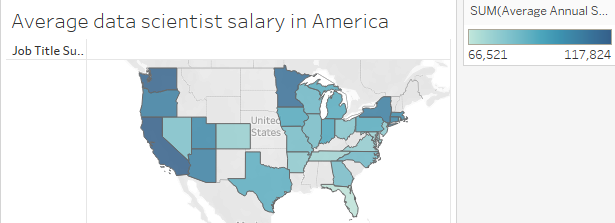 Average data scientist salary in America
SUM(Average Annual S...
66,521 117,824
Job Title Su..
United
States